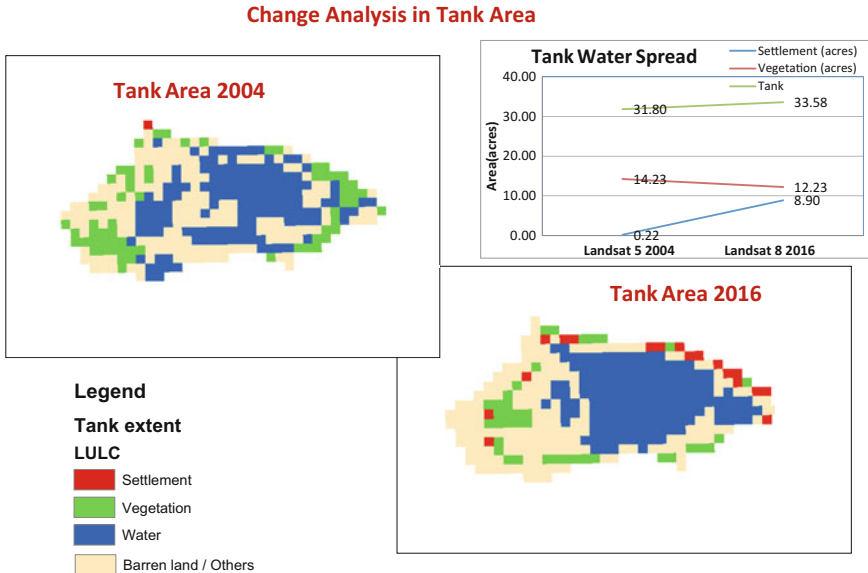 Change Analysis in Tank Area
Tank Area 2004
Tank Water Spread
Settlement (acres)
Vegetation (acres)
Tank
Area(acres)
40.00
30.00
20.00
10.00
0.00
31.80
33.58
14.23
12.23
8.90
0.22
Landsat 5 2004
Landsat 8 2016
Tank Area 2016
Legend
Tank extent
LULC
Settlement
Vegetation
Water
Barren land / Others